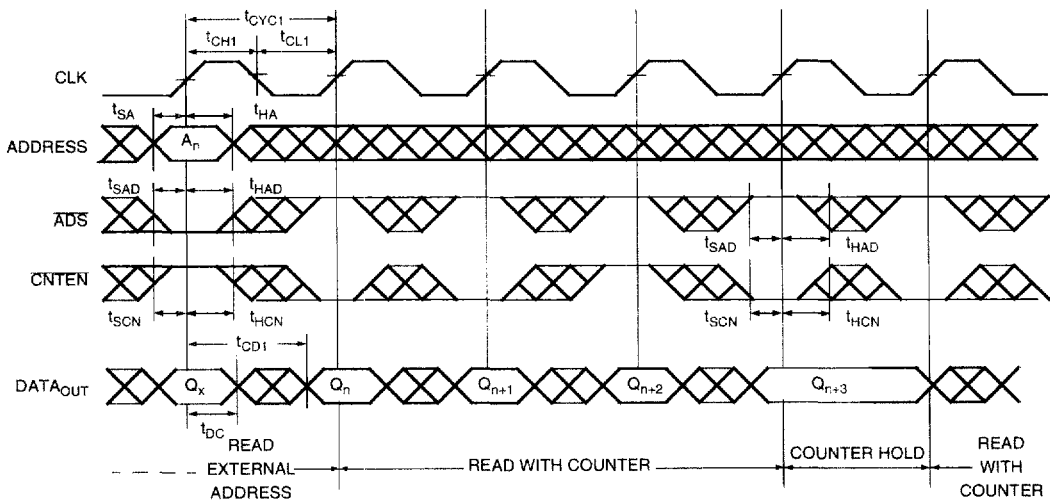 tCYC1
tCH1
tCL1
CLK
tSA
tHA
ADDRESS
An
tSAD
tHAD
ADS
tSAD
tHAD
CNTEN
tSCN
tHCN
tSCN
tHCN
tCD1
DATAOUT
Qx
Qn
Qn+1
Qn+2
Qn+3
tDC
READ
EXTERNAL
ADDRESS
READ WITH COUNTER
COUNTER HOLD
READ
WITH
COUNTER